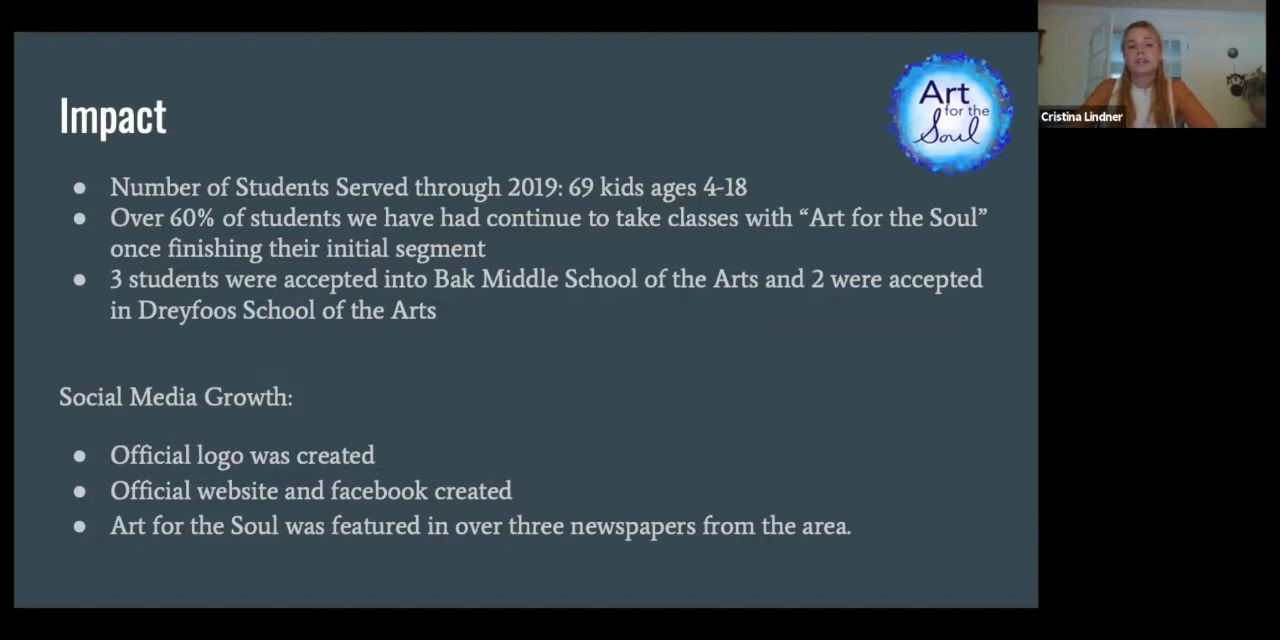 Impact
Art
for the
Soul
Cristina Lindner
● Number of Students Served through 2019: 69 kids ages 4-18
● Over 60% of students we have had continue to take classes with “Art for the Soul”
once finishing their initial segment
● 3 students were accepted into Bak Middle School of the Arts and 2 were accepted
in Dreyfoos School of the Arts
Social Media Growth:
● Official logo was created
● Official website and facebook created
● Art for the Soul was featured in over three newspapers from the area.